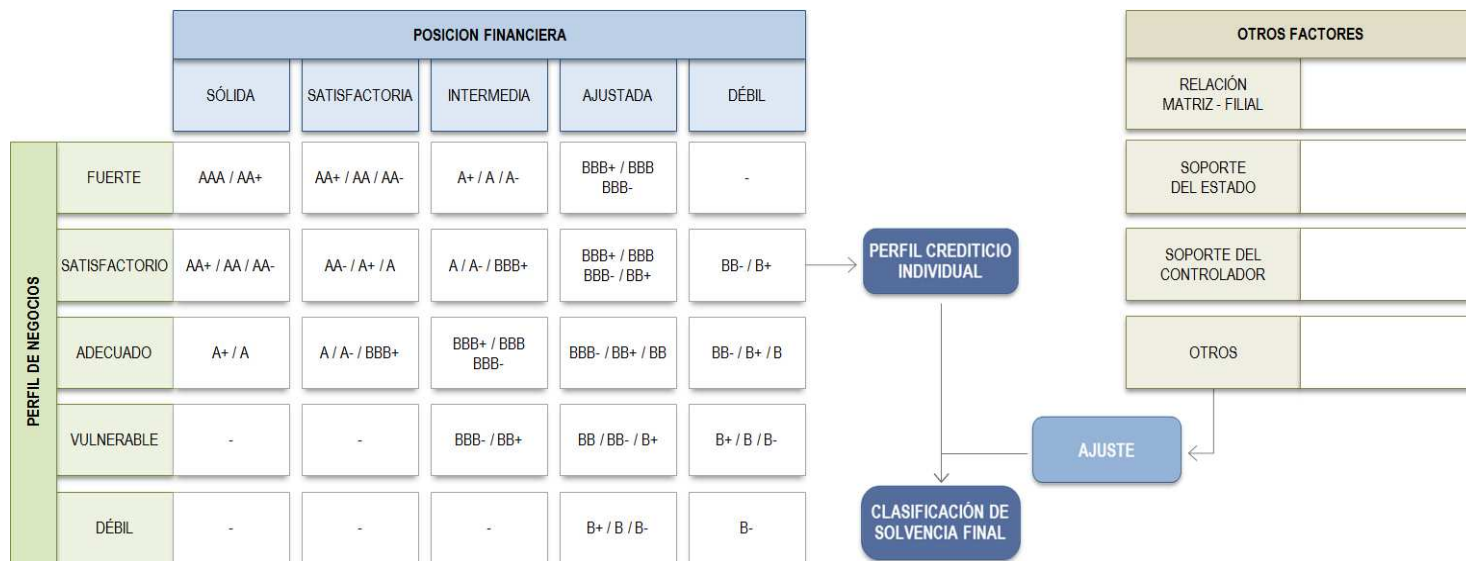 POSICION FINANCIERA
OTROS FACTORES
SÓLIDA
SATISFACTORIA
INTERMEDIA
AJUSTADA
DÉBIL
RELACIÓN
MATRIZ - FILIAL
PERFIL DE NEGOCIOS
FUERTE
AAA / AA+
AA+ / AA / AA-
A+ / A / A-
BBB+ / BBB
BBB-
-
SOPORTE
DEL ESTADO
SATISFACTORIO
AA+ / AA / AA-
AA- / A+ / A
A / A- / BBB+
BBB+ / BBB
BBB- / BB+
BB- / B+
PERFIL CREDITICIO
INDIVIDUAL
SOPORTE DEL
CONTROLADOR
ADECUADO
A+ / A
A / A- / BBB+
BBB+ / BBB
BBB-
BBB- / BB+ / BB
BB- / B+ / B
OTROS
VULNERABLE
-
-
BBB- / BB+
BB / BB- / B+
B+ / B / B-
AJUSTE
DÉBIL
-
-
-
B+ / B / B-
B-
CLASIFICACIÓN DE
SOLVENCIA FINAL